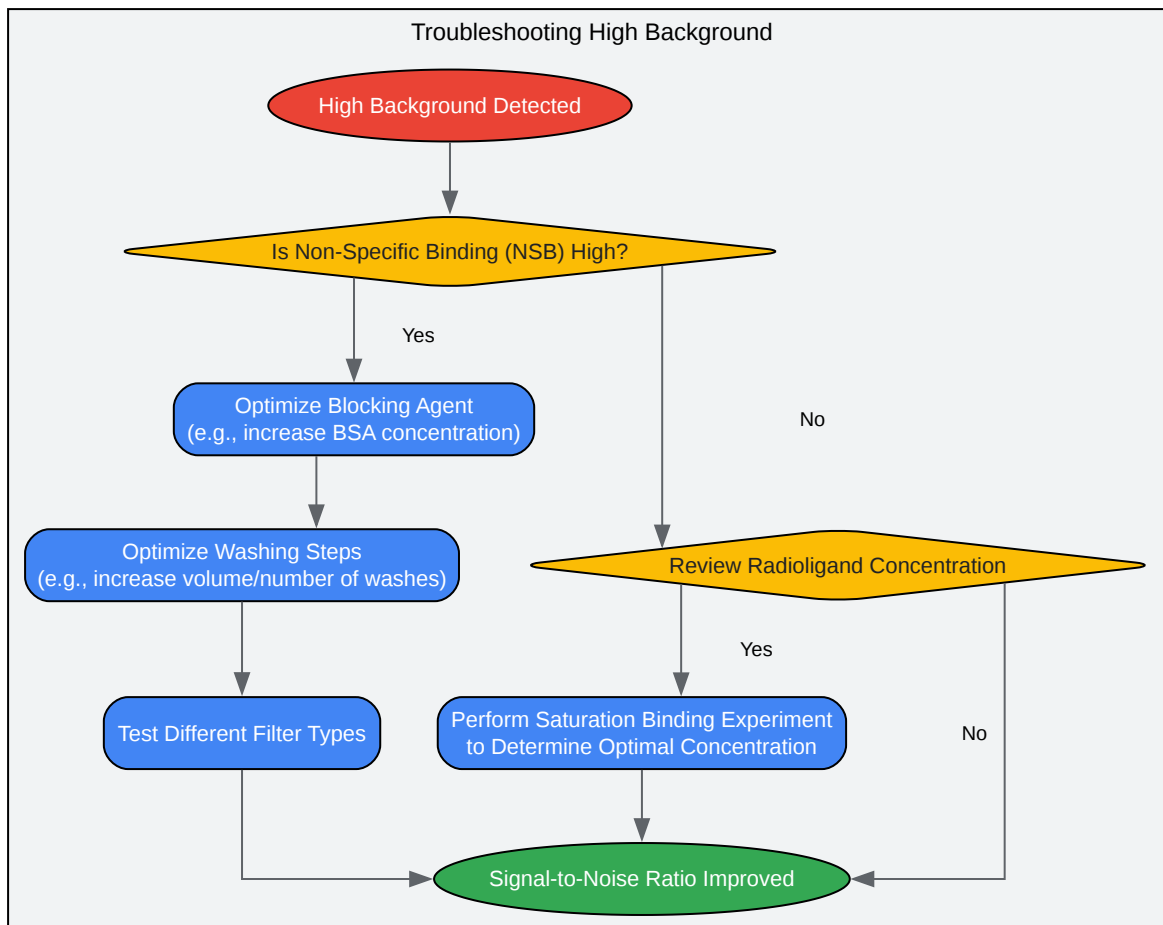 Troubleshooting High Background
High Background Detected
Is Non-Specific Binding (NSB) High?
Yes
Optimize Blocking Agent
(e.g., increase BSA concentration)
No
Optimize Washing Steps
(e.g., increase volume/number of washes)
Review Radioligand Concentration
Yes
Test Different Filter Types
Perform Saturation Binding Experiment
to Determine Optimal Concentration
No
Signal-to-Noise Ratio Improved